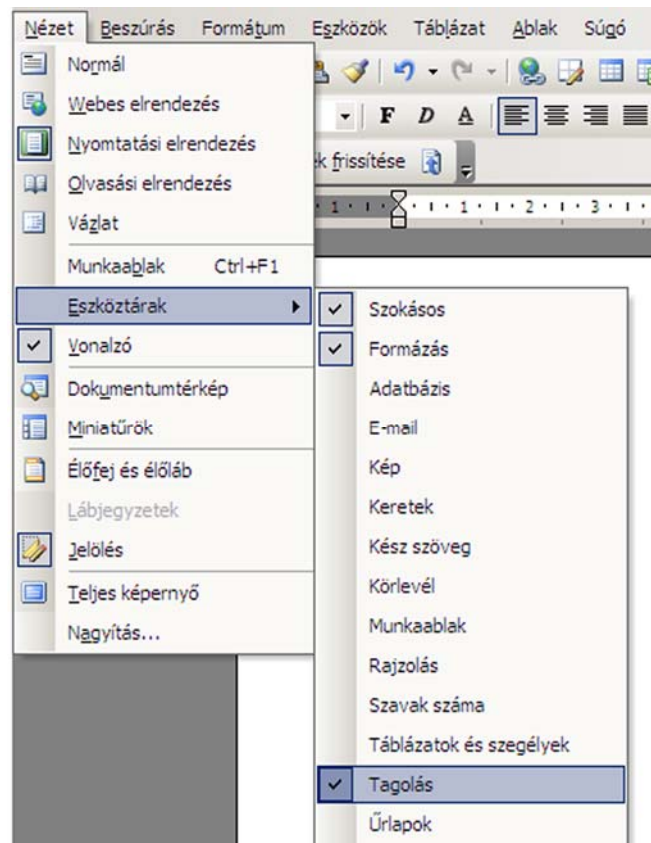 Nézet Beszúrás Formátum Eszközök Táblázat Ablak Súgó
Normál
Webes elrendezés
F D A
Nyomtatási elrendezés
k frissítése
Olvasási elrendezés
1 1 2 3
Vázlat
Munkaablak Ctrl+F1
Eszköztárak
Szokásos
Vonalzó
Formázás
Dokumentumtérkép
Adatbázis
Miniatűrök
E-mail
Élőfej és élőláb
Kép
Lábjegyzetek
Keretek
Jelölés
Kész szöveg
Teljes képernyő
Körlevél
Nagyítás...
Munkaablak
Rajzolás
Szavak száma
Táblázatok és szegélyek
Tagolás
Űrlapok